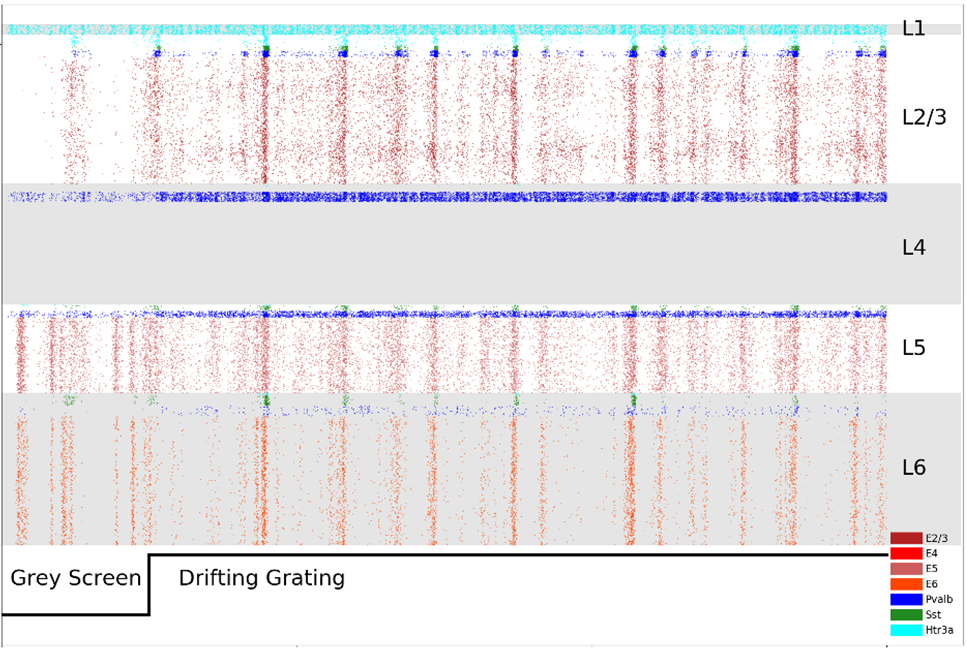 L1
L2/3
L4
L5
L6
E2/3
E4
E5
E6
Pvalb
Sst
Htr3a
Grey Screen
Drifting Grating